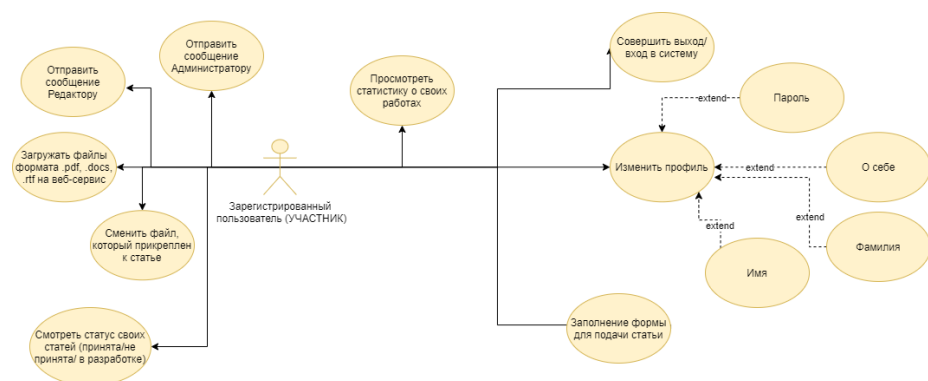 Отправить
сообщение
Редактору
Отправить
сообщение
Администратору
Просмотреть
статистику о своих
работах
Совершить выход/
вход в систему
extend
Пароль
Загружать файлы
формата .pdf, .docs,
.rtf на веб-сервис
Зарегистрированный
пользователь (УЧАСТНИК)
Изменить профиль
extend
О себе
Сменить файл,
который прикреплен
к статье
extend
Имя
extend
Фамилия
Смотреть статус своих
статей (принята/не
принята/ в разработке)
Заполнение формы
для подачи статьи